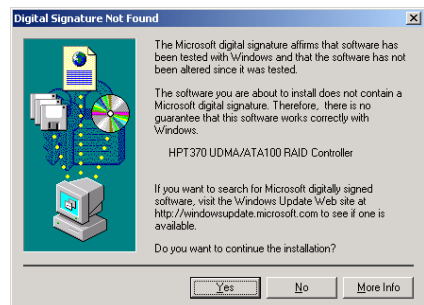 Digital Signature Not Found
The Microsoft digital signature affirms that software has
been tested with Windows and that the software has not
been altered since it was tested.
The software you are about to install does not contain a
Microsoft digital signature. Therefore, there is no
guarantee that this software works correctly with
Windows.
HPT370 UDMA/ATA100 RAID Controller
If you want to search for Microsoft digitally signed
software, visit the Windows Update Web site at
http://windowsupdate.microsoft.com to see if one is
available.
Do you want to continue the installation?
Yes No More Info